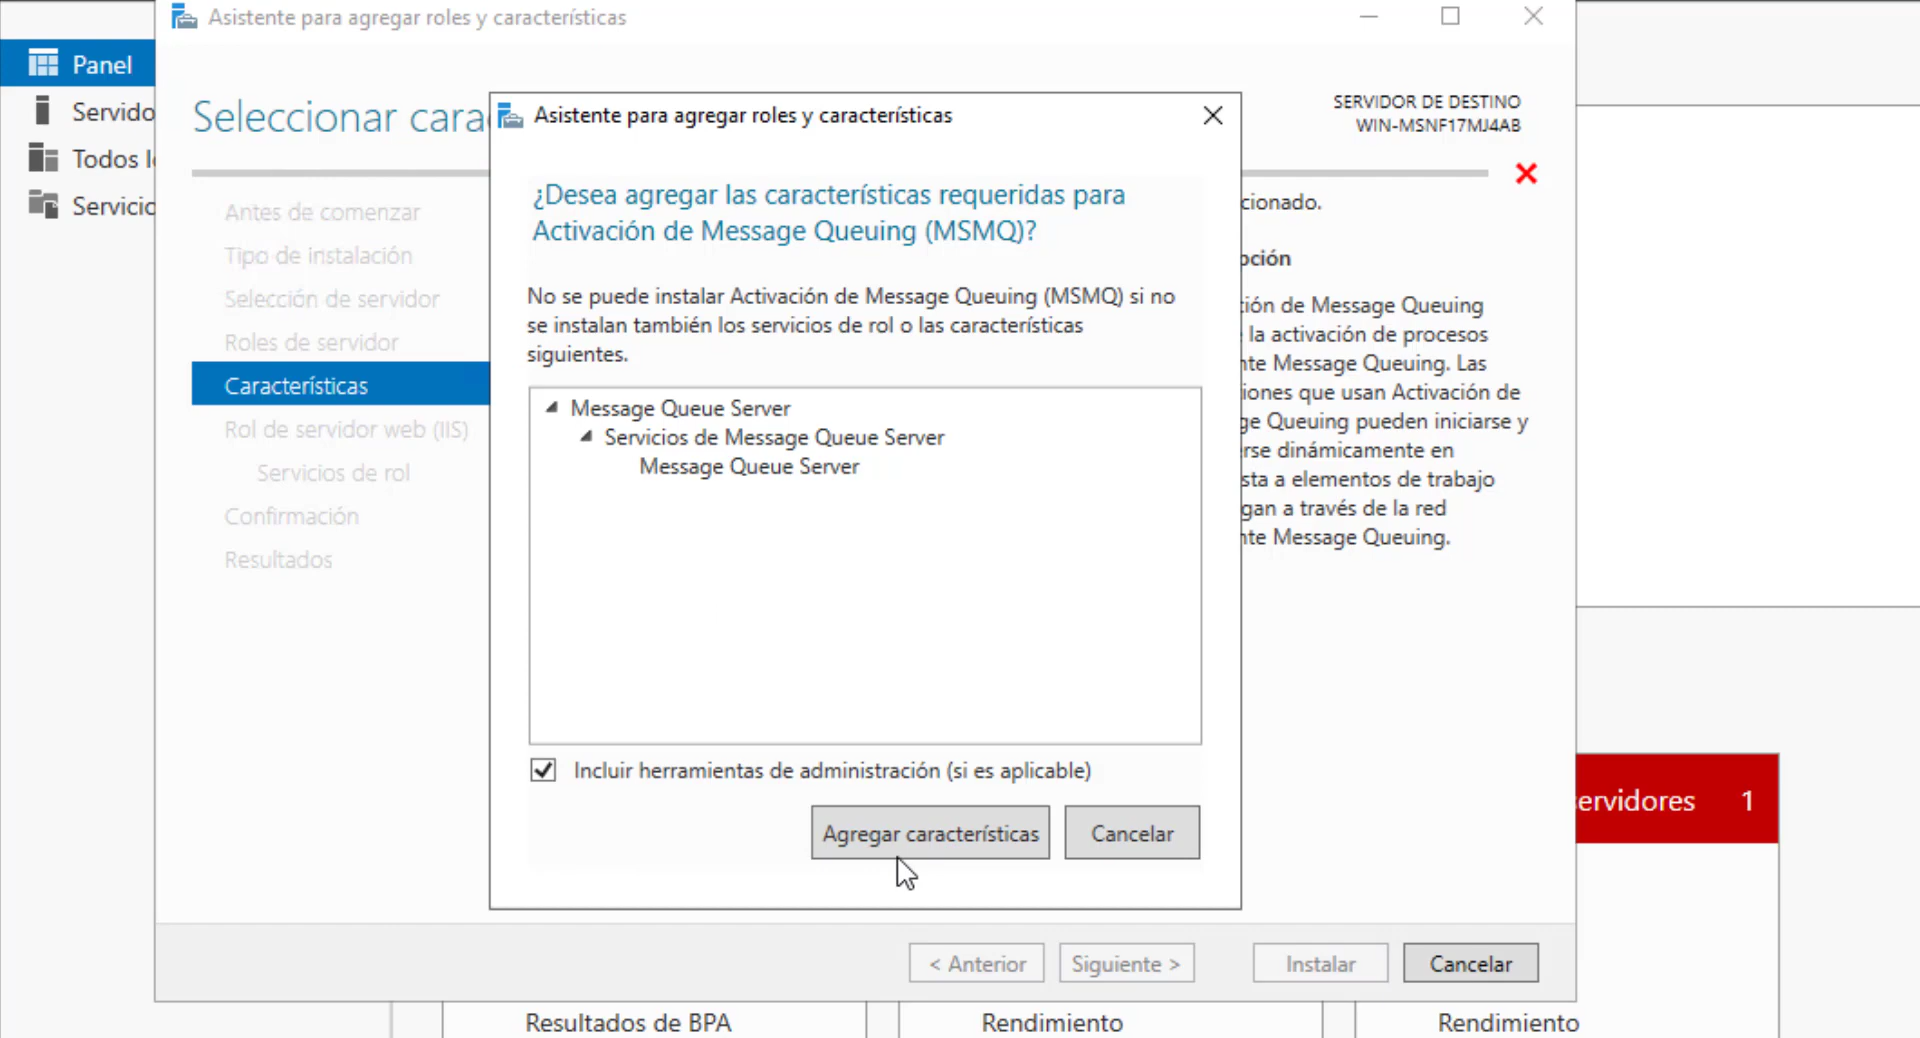 Asistente para agregar roles y características
Panel
Servido
Todos l
Servicio
Seleccionar cara
SERVIDOR DE DESTINO
WIN-MSNF17MJ4AB
Antes de comenzar
Tipo de instalación
Selección de servidor
Roles de servidor
Características
Rol de servidor web (IIS)
Servicios de rol
Confirmación
Resultados
Asistente para agregar roles y características
¿Desea agregar las características requeridas para
Activación de Message Queuing (MSMQ)?
No se puede instalar Activación de Message Queuing (MSMQ) si no
se instalan también los servicios de rol o las características
siguientes.
Message Queue Server
Servicios de Message Queue Server
Message Queue Server
Incluir herramientas de administración (si es aplicable)
Agregar características
Cancelar
cionado.
pción
ión de Message Queuing
la activación de procesos
nte Message Queuing. Las
iones que usan Activación de
ge Queuing pueden iniciarse y
rse dinámicamente en
sta a elementos de trabajo
gan a través de la red
nte Message Queuing.
ervidores 1
< Anterior
Siguiente >
Instalar
Cancelar
Resultados de BPA
Rendimiento
Rendimiento